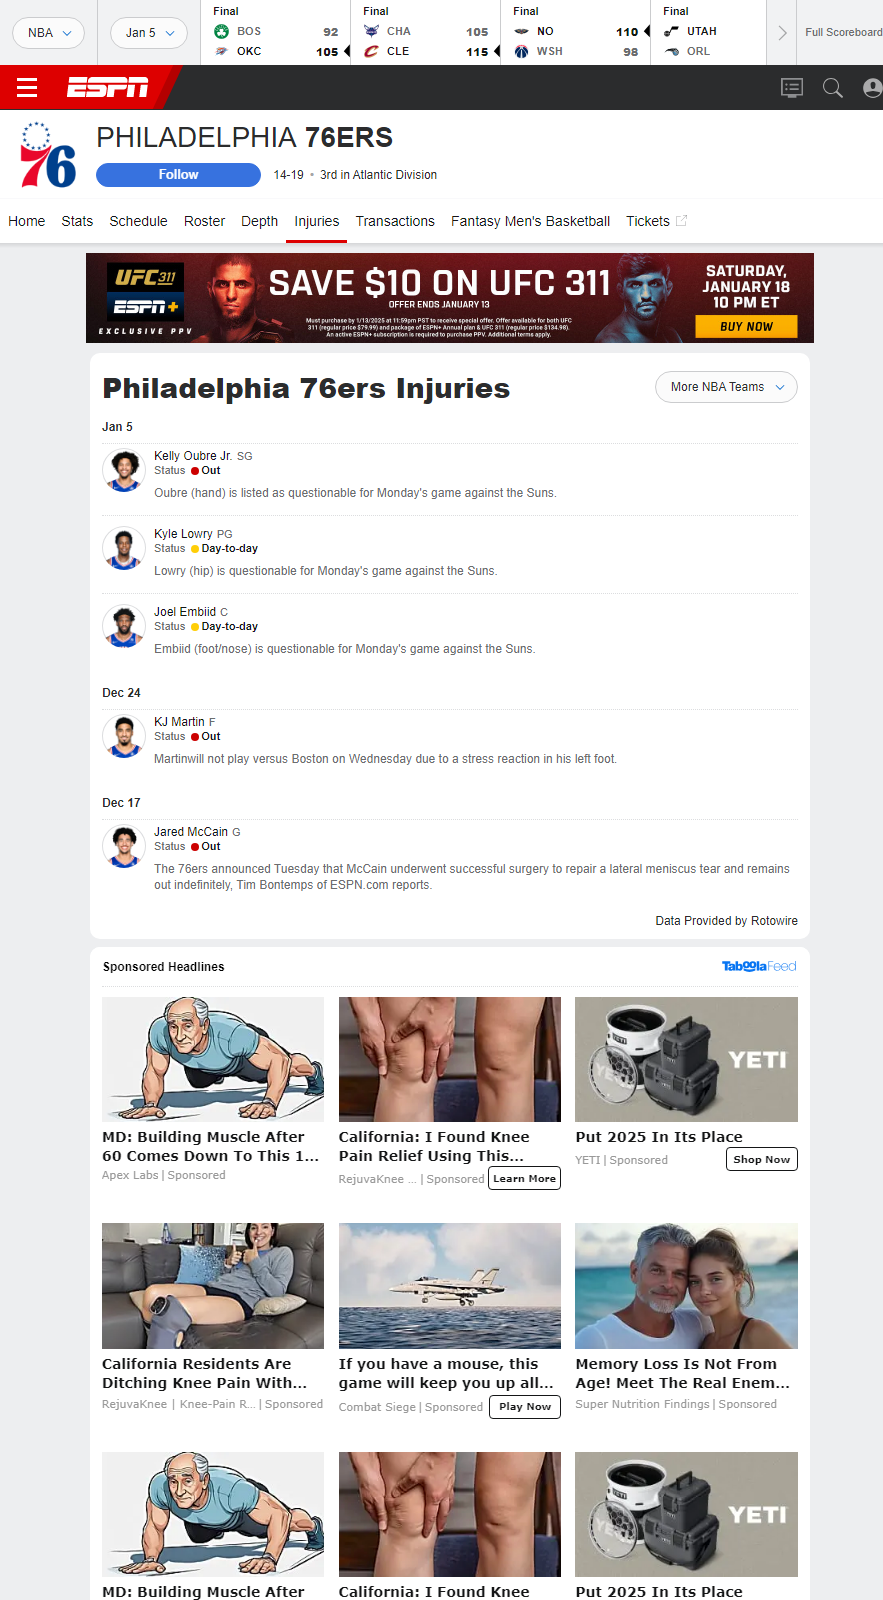 NBA
Jan 5
Final
BOS 92
OKC 105
Final
CHA 105
CLE 115
Final
NO 110
WSH 98
Final
UTAH
ORL
Full Scoreboard
ESPN
PHILADELPHIA 76ERS
Follow
14-19 • 3rd in Atlantic Division
Home Stats Schedule Roster Depth Injuries Transactions Fantasy Men's Basketball Tickets
UFC 311
ESPN+
EXCLUSIVE PPV
SAVE $10 ON UFC 311
OFFER ENDS JANUARY 13
Must purchase by 1/13/2025 at 11:59pm PST to receive special offer. Offer available for both UFC
311 (regular price $79.99) and package of ESPN+ Annual plan & UFC 311 (regular price $134.98).
An active ESPN+ subscription is required to purchase PPV. Additional terms apply.
SATURDAY,
JANUARY 18
10 PM ET
BUY NOW
Philadelphia 76ers Injuries
More NBA Teams
Jan 5
Kelly Oubre Jr. SG
Status Out
Oubre (hand) is listed as questionable for Monday's game against the Suns.
Kyle Lowry PG
Status Day-to-day
Lowry (hip) is questionable for Monday's game against the Suns.
Joel Embiid C
Status Day-to-day
Embiid (foot/nose) is questionable for Monday's game against the Suns.
Dec 24
KJ Martin F
Status Out
Martinwill not play versus Boston on Wednesday due to a stress reaction in his left foot.
Dec 17
Jared McCain G
Status Out
The 76ers announced Tuesday that McCain underwent successful surgery to repair a lateral meniscus tear and remains
out indefinitely, Tim Bontemps of ESPN.com reports.
Data Provided by Rotowire
Sponsored Headlines
Taboola Feed
YETI
MD: Building Muscle After
60 Comes Down To This 1...
Apex Labs | Sponsored
California: I Found Knee
Pain Relief Using This...
RejuvaKnee ... | Sponsored
Learn More
Put 2025 In Its Place
YETI | Sponsored
Shop Now
California Residents Are
Ditching Knee Pain With...
RejuvaKnee | Knee-Pain R... | Sponsored
If you have a mouse, this
game will keep you up all...
Combat Siege | Sponsored
Play Now
Memory Loss Is Not From
Age! Meet The Real Enem...
Super Nutrition Findings | Sponsored
YETI
MD: Building Muscle After
California: I Found Knee
Put 2025 In Its Place